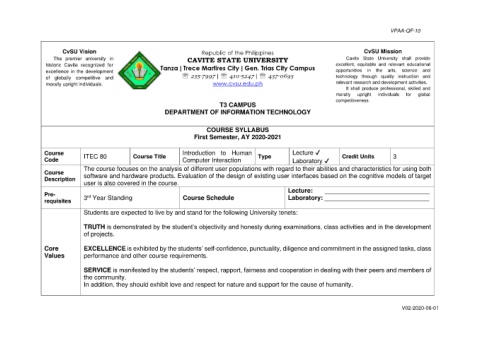 VPAA-QF-10
CvSU Vision
The premier university in
historic Cavite recognized for
excellence in the development
of globally competitive and
morally upright individuals.
Republic of the Philippines
CAVITE STATE UNIVERSITY
Tanza | Trece Martires City | Gen. Trias City Campus
☏ 235-7997 | ☏ 410-5247 | ☏ 437-0693
www.cvsu.edu.ph
CvSU Mission
Cavite State University shall provide
excellent, equitable and relevant educational
opportunities in the arts, science and
technology through quality instruction and
relevant research and development activities.
It shall produce professional, skilled and
morally upright individuals for global
competitiveness.
T3 CAMPUS
DEPARTMENT OF INFORMATION TECHNOLOGY
COURSE SYLLABUS
First Semester, AY 2020-2021
Course Code
ITEC 80
Course Title
Introduction to Human
Computer Interaction
Type
Lecture ✓
Laboratory ✓
Credit Units
3
Course
Description
The course focuses on the analysis of different user populations with regard to their abilities and characteristics for using both
software and hardware products. Evaluation of the design of existing user interfaces based on the cognitive models of target
user is also covered in the course.
Pre-
requisites
3rd Year Standing
Course Schedule
Lecture:
Laboratory:
Core
Values
Students are expected to live by and stand for the following University tenets:
TRUTH is demonstrated by the student's objectivity and honesty during examinations, class activities and in the development
of projects.
EXCELLENCE is exhibited by the students' self-confidence, punctuality, diligence and commitment in the assigned tasks, class
performance and other course requirements.
SERVICE is manifested by the students' respect, rapport, fairness and cooperation in dealing with their peers and members of
the community.
In addition, they should exhibit love and respect for nature and support for the cause of humanity.
V02-2020-06-01